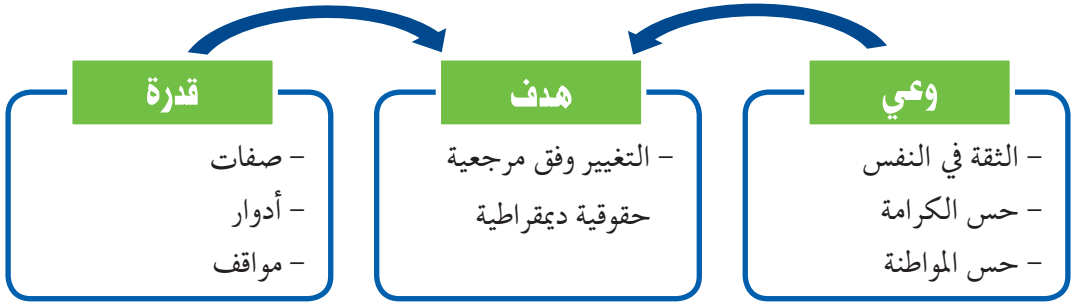 وعي
– الثقة في النفس
– حس الكرامة
– حس المواطنة
هدف
– التغيير وفق مرجعية
حقوقية ديمقراطية
قدرة
– صفات
– أدوار
– مواقف